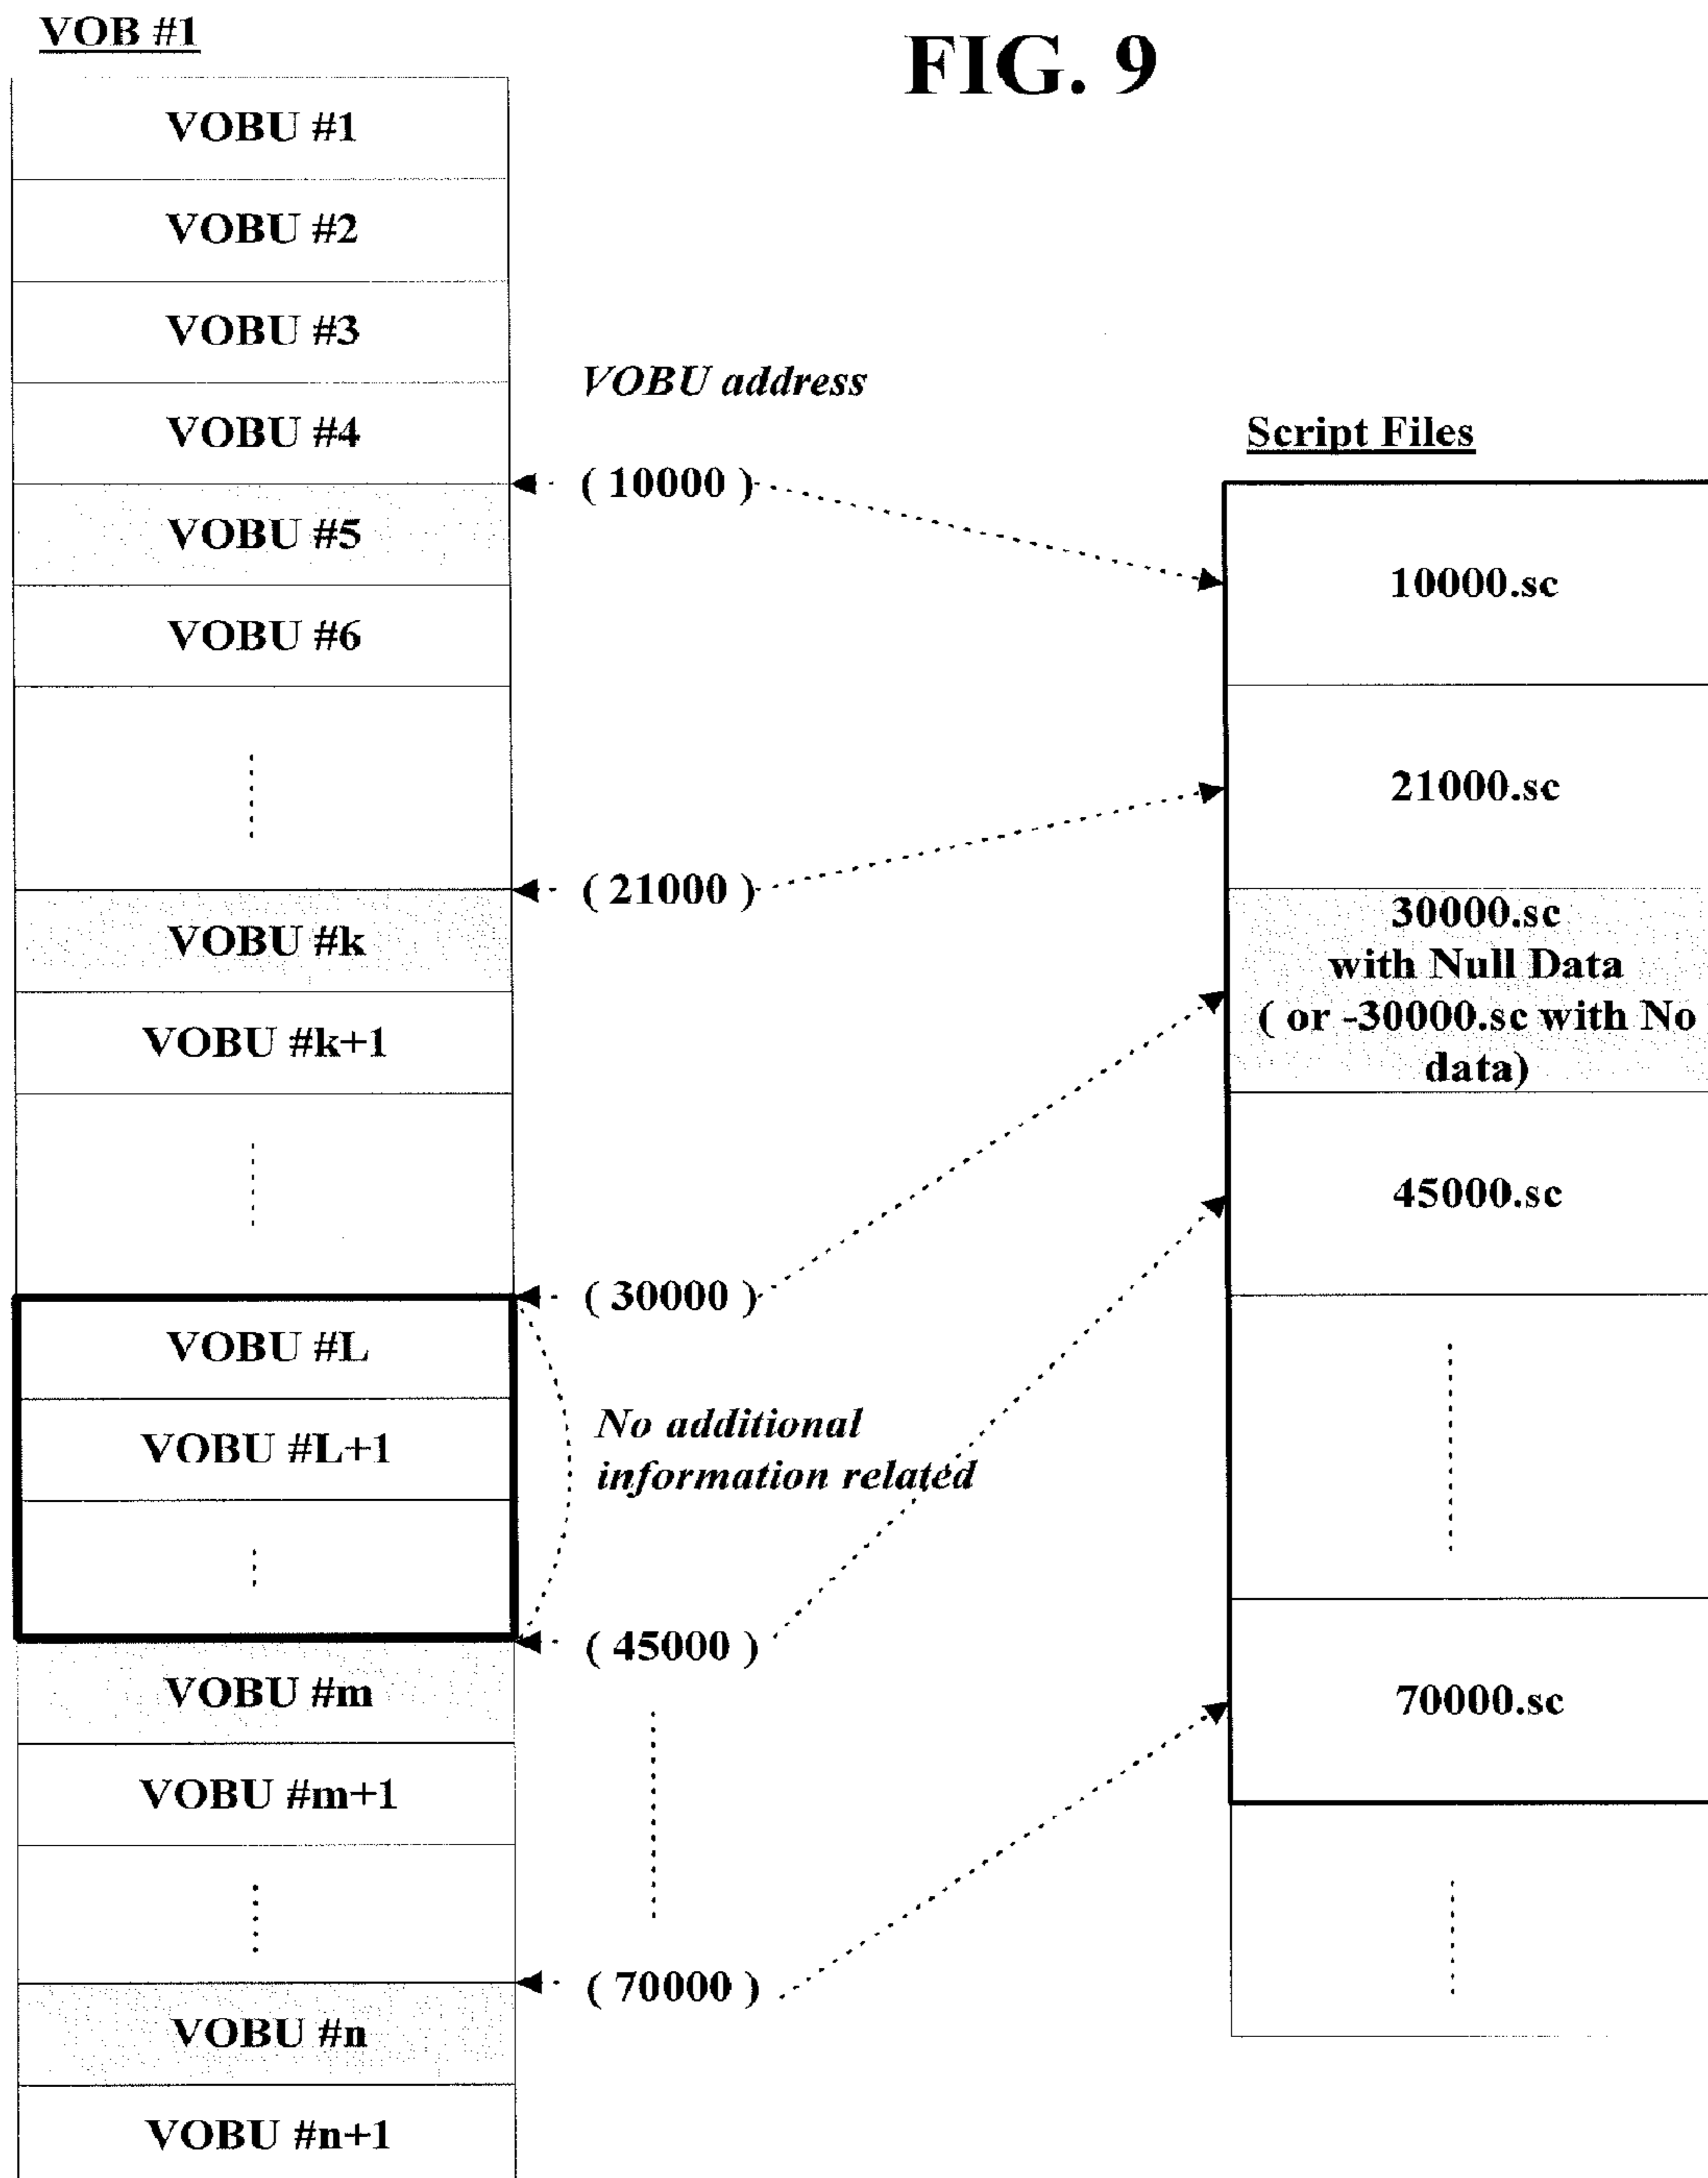 VOB #1
FIG. 9
VOBU #1
VOBU #2
VOBU #3
VOBU #4
VOBU #5
VOBU #6
VOBU #k
VOBU #k+1
VOBU #L
VOBU #L+1
VOBU #m
VOBU #m+1
VOBU #n
VOBU #n+1
VOBU address
( 10000 )
( 21000 )
( 30000 )
No additional
information related
( 45000 )
( 70000 )
Script Files
10000.sc
21000.sc
30000.sc
with Null Data
( or -30000.sc with No
data)
45000.sc
70000.sc